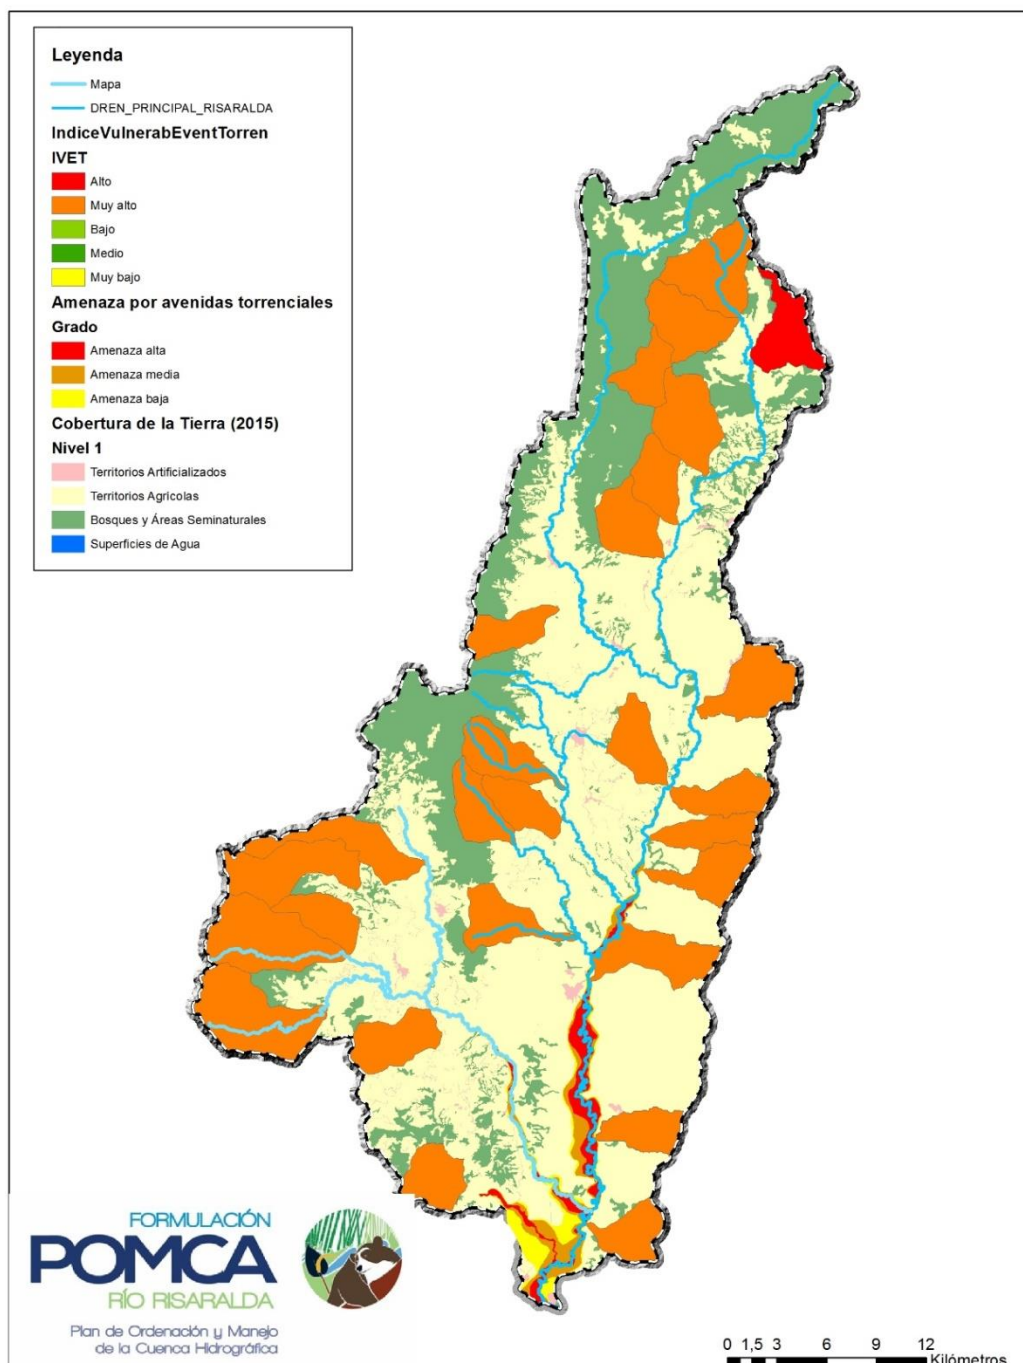 Leyenda
Mapa
DREN_PRINCIPAL_RISARALDA
IndiceVulnerabEventTorren
IVET
Alto
Muy alto
Bajo
Medio
Muy bajo
Amenaza por avenidas torrenciales
Grado
Amenaza alta
Amenaza media
Amenaza baja
Cobertura de la Tierra (2015)
Nivel 1
Territorios Artificializados
Territorios Agrícolas
Bosques y Áreas Seminaturales
Superficies de Agua
FORMULACIÓN
POMCA
RÍO RISARALDA
Plan de Ordenación y Manejo
de la Cuenca Hidrográfica
0 1,5 3 6 9 12
Kilómetros